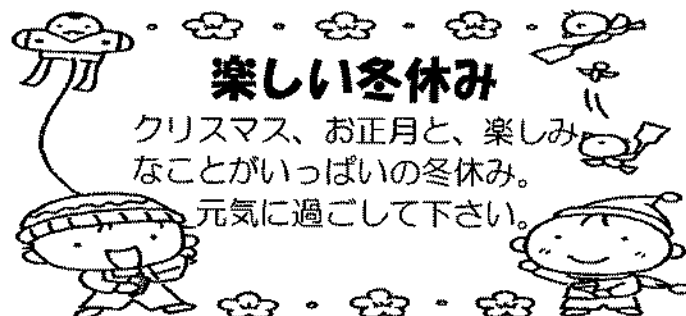 楽しい冬休み
クリスマス、お正月と、楽しみ
なことがいっぱいの冬休み。
元気に過ごして下さい。